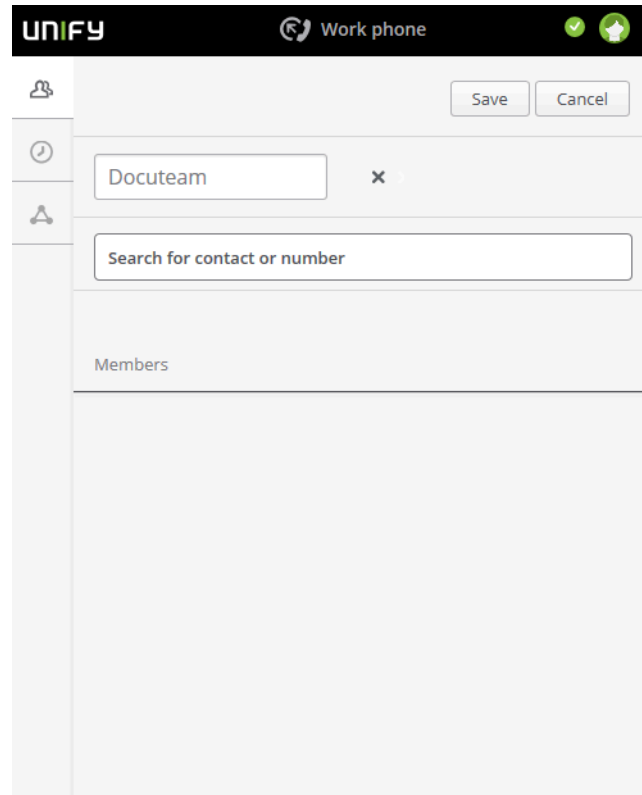 UNIFY
Work phone
Save
Cancel
Docuteam
Search for contact or number
Members